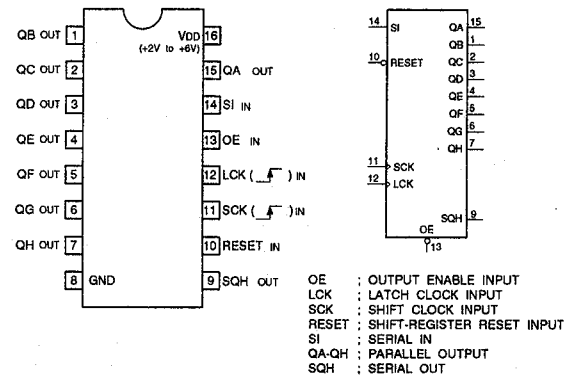 QB OUT 1
QC OUT 2
QD OUT 3
QE OUT 4
QF OUT 5
QG OUT 6
QH OUT 7
8 GND
VDD 16
(+2V to +6V)
15 QA OUT
14 SI IN
13 OE IN
12 LCK ( ) IN
11 SCK ( ) IN
10 RESET IN
9 SQH OUT
14 SI
10 RESET
11 SCK
12 LCK
QA 15
QB 1
QC 2
QD 3
QE 4
QF 5
QG 6
QH 7
SQH 9
OE
13
OE ; OUTPUT ENABLE INPUT
LCK ; LATCH CLOCK INPUT
SCK ; SHIFT CLOCK INPUT
RESET ; SHIFT-REGISTER RESET INPUT
SI ; SERIAL IN
QA-QH ; PARALLEL OUTPUT
SQH ; SERIAL OUT